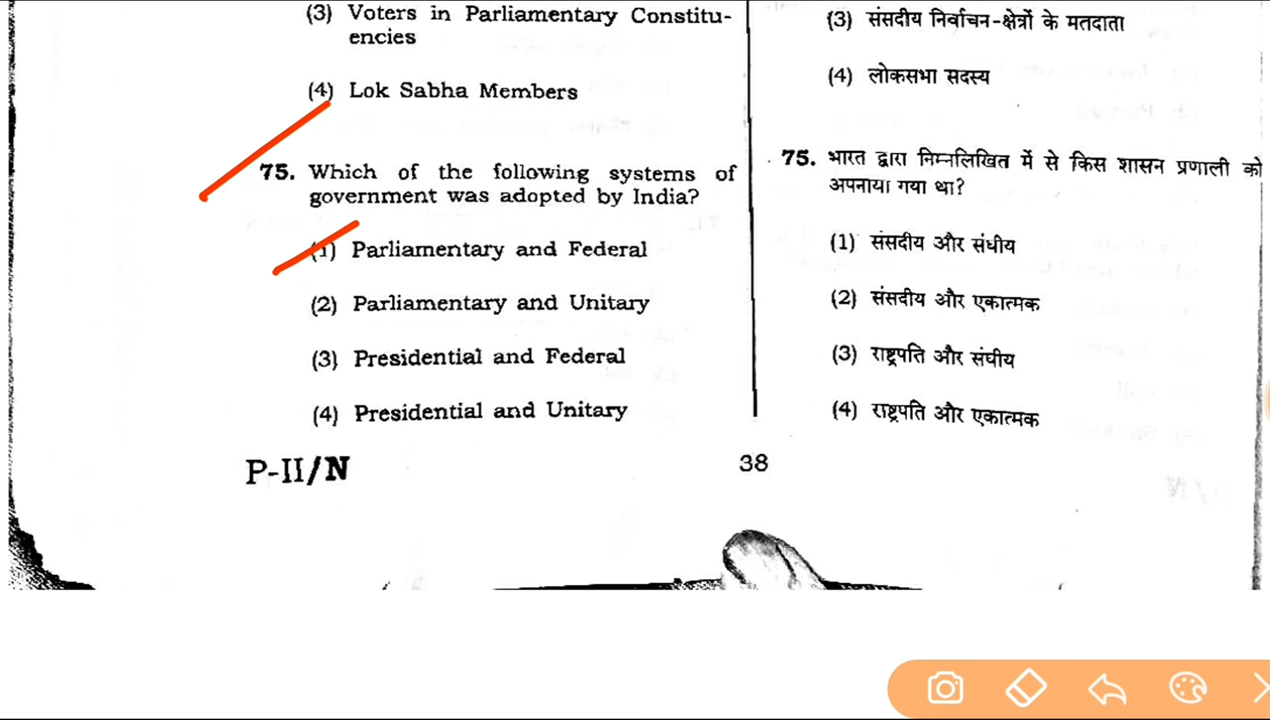 (3) Voters in Parliamentary Constitu-
encies
(4) Lok Sabha Members
75. Which of the following systems of
government was adopted by India?
(1) Parliamentary and Federal
(2) Parliamentary and Unitary
(3) Presidential and Federal
(4) Presidential and Unitary
P-II/N
(3) संसदीय निर्वाचन-क्षेत्रों के मतदाता
(4) लोकसभा सदस्य
75. भारत द्वारा निम्नलिखित में से किस शासन प्रणाली को
अपनाया गया था?
(1) संसदीय और संधीय
(2) संसदीय और एकात्मक
(3) राष्ट्रपति और संघीय
(4) राष्ट्रपति और एकात्मक
38